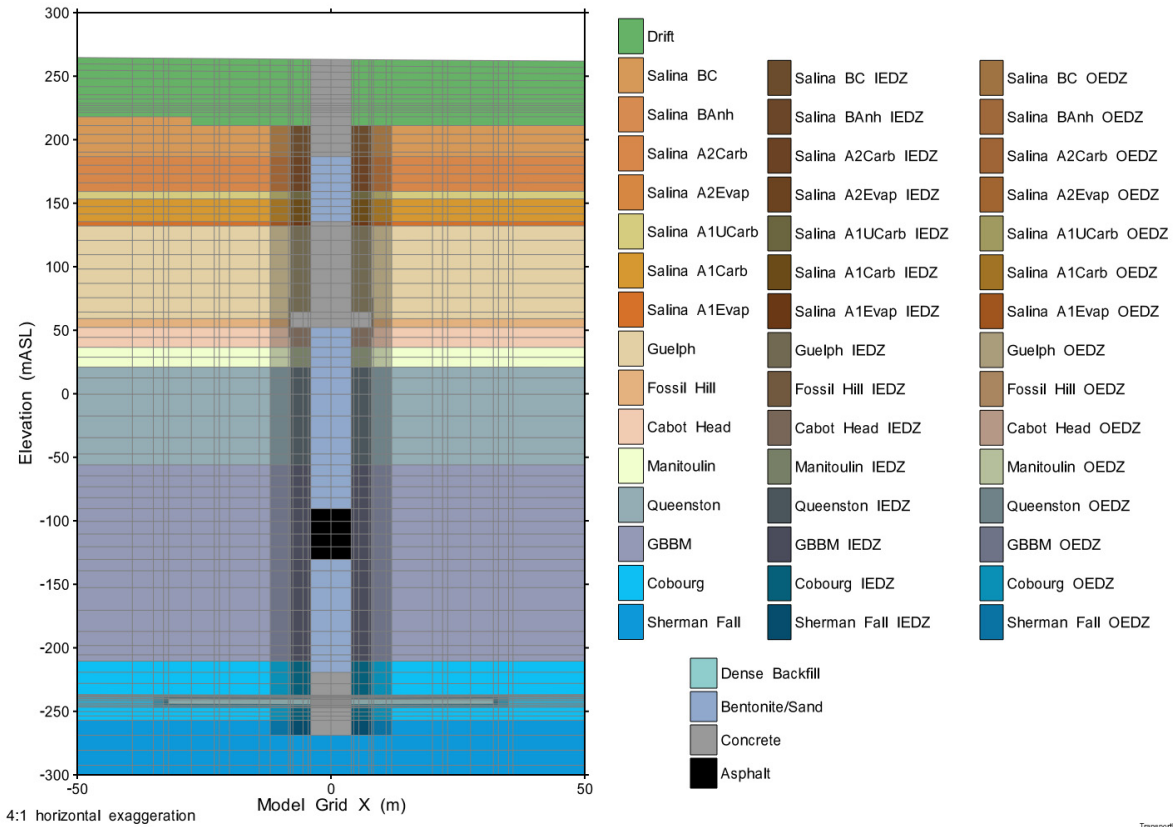 300
250
200
150
100
50
0
-50
-100
-150
-200
-250
-300
Elevation (mASL)
-50 0 50
Model Grid X (m)
4:1 horizontal exaggeration
Drift
Salina BC Salina BC IEDZ Salina BC OEDZ
Salina BAnh Salina BAnh IEDZ Salina BAnh OEDZ
Salina A2Carb Salina A2Carb IEDZ Salina A2Carb OEDZ
Salina A2Evap Salina A2Evap IEDZ Salina A2Evap OEDZ
Salina A1UCarb Salina A1UCarb IEDZ Salina A1UCarb OEDZ
Salina A1Carb Salina A1Carb IEDZ Salina A1Carb OEDZ
Salina A1Evap Salina A1Evap IEDZ Salina A1Evap OEDZ
Guelph Guelph IEDZ Guelph OEDZ
Fossil Hill Fossil Hill IEDZ Fossil Hill OEDZ
Cabot Head Cabot Head IEDZ Cabot Head OEDZ
Manitoulin Manitoulin IEDZ Manitoulin OEDZ
Queenston Queenston IEDZ Queenston OEDZ
GBBM GBBM IEDZ GBBM OEDZ
Cobourg Cobourg IEDZ Cobourg OEDZ
Sherman Fall Sherman Fall IEDZ Sherman Fall OEDZ
Dense Backfill
Bentonite/Sand
Concrete
Asphalt